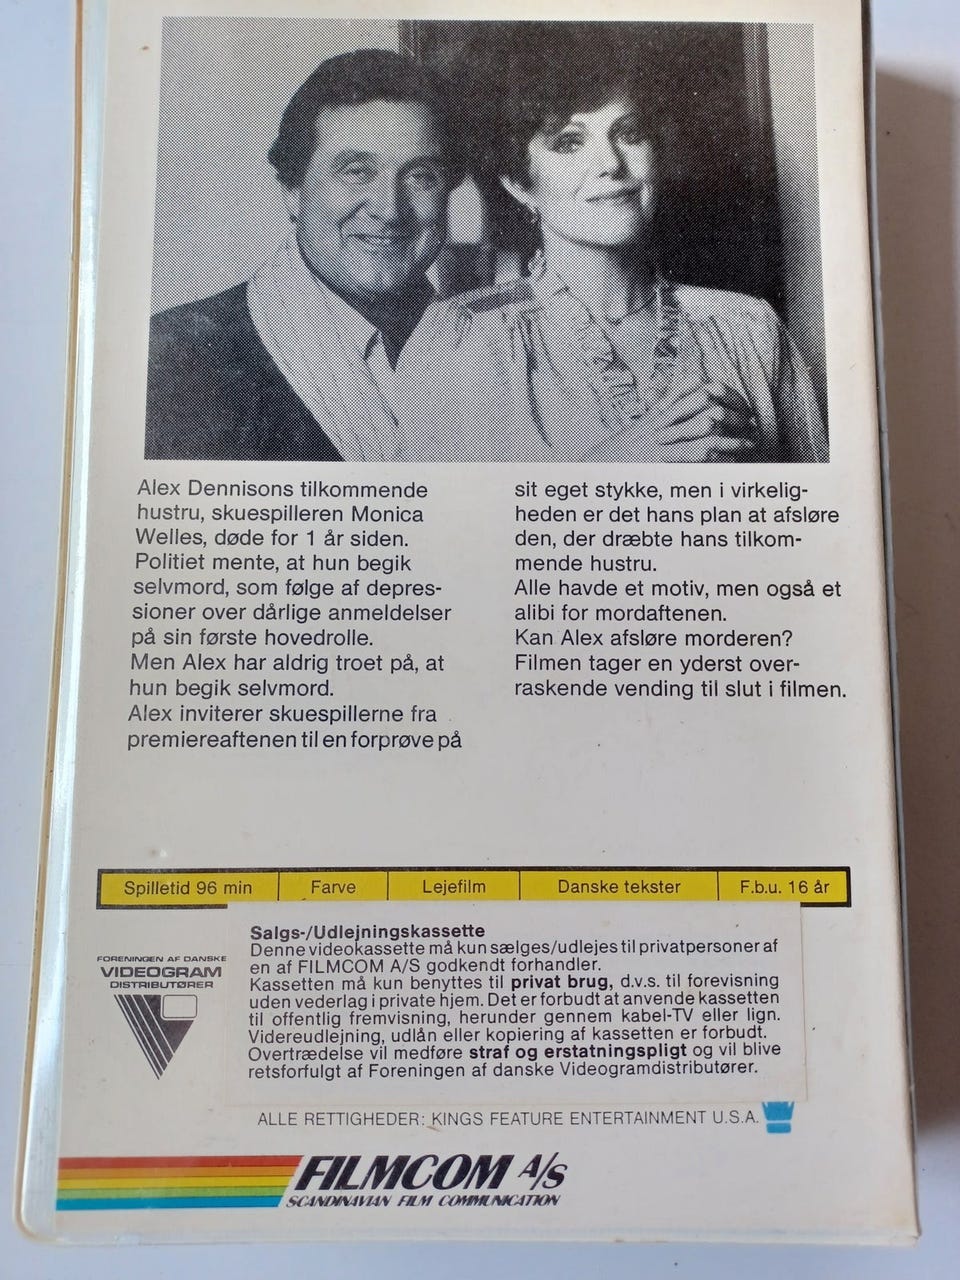 Alex Dennisons tilkommende
hustru, skuespilleren Monica
Welles, døde for 1 år siden.
Politiet mente, at hun begik
selvmord, som følge af depres-
sioner over dårlige anmeldelser
på sin første hovedrolle.
Men Alex har aldrig troet på, at
hun begik selvmord.
Alex inviterer skuespillerne fra
premiereaftenen til en forprøve på
sit eget stykke, men i virkelig-
heden er det hans plan at afsløre
den, der dræbte hans tilkom-
mende hustru.
Alle havde et motiv, men også et
alibi for mordaftenen.
Kan Alex afsløre morderen?
Filmen tager en yderst over-
raskende vending til slut i filmen.
Spilletid 96 min Farve Lejefilm Danske tekster F.b.u. 16 år
FORENINGEN AF DANSKE
VIDEOGRAM
DISTRIBUTØRER
Salgs-/Udlejningskassette
Denne videokassette må kun sælges/udlejes til privatpersoner af
en af FILMCOM A/S godkendt forhandler.
Kassetten må kun benyttes til privat brug, d.v.s. til forevisning
uden vederlag i private hjem. Det er forbudt at anvende kassetten
til offentlig fremvisning, herunder gennem kabel-TV eller lign.
Videreudlejning, udlån eller kopiering af kassetten er forbudt.
Overtrædelse vil medføre straf og erstatningspligt og vil blive
retsforfulgt af Foreningen af danske Videogramdistributører.
ALLE RETTIGHEDER: KINGS FEATURE ENTERTAINMENT U.S.A.
FILMCOM A/S
SCANDINAVIAN FILM COMMUNICATION